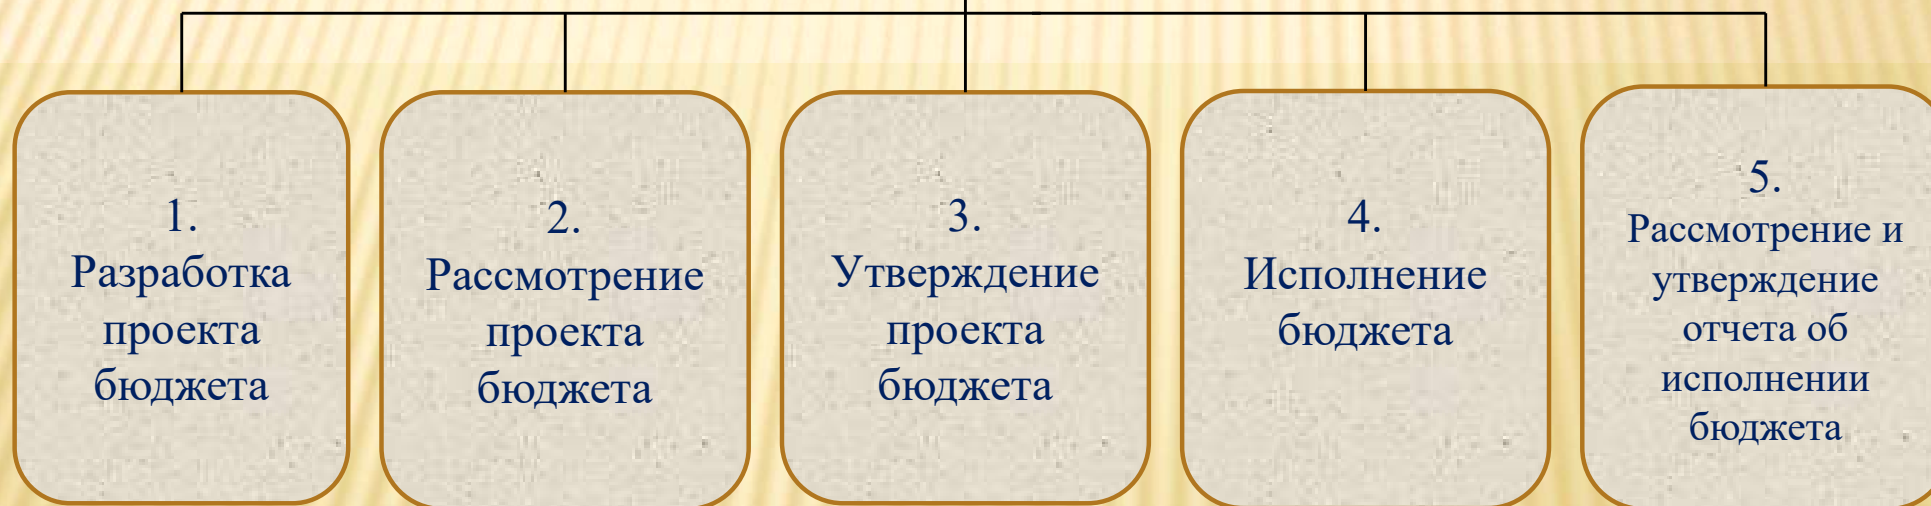 1.
Разработка
проекта
бюджета
2.
Рассмотрение
проекта
бюджета
3.
Утверждение
проекта
бюджета
4.
Исполнение
бюджета
5.
Рассмотрение и
утверждение
отчета об
исполнении
бюджета